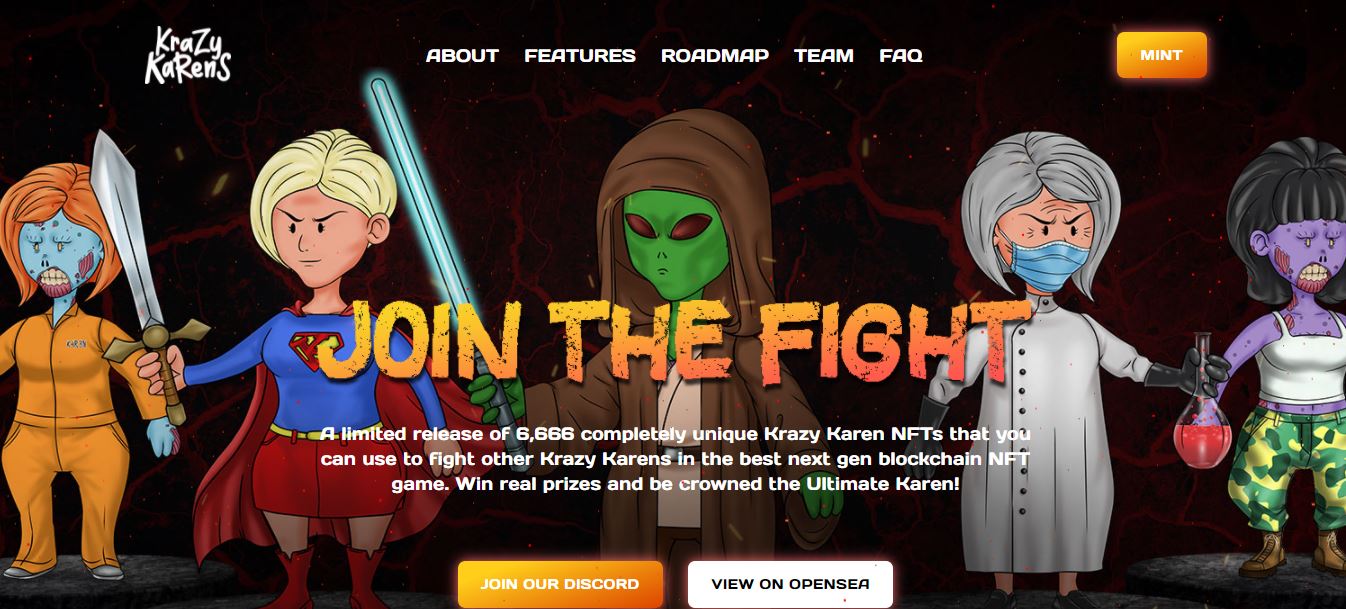 KraZy
KaRenS
ABOUT FEATURES ROADMAP TEAM FAQ
MINT
JOIN THE FIGHT
A limited release of 6,666 completely unique Krazy Karen NFTs that you
can use to fight other Krazy Karens in the best next gen blockchain NFT
game. Win real prizes and be crowned the Ultimate Karen!
JOIN OUR DISCORD
VIEW ON OPENSEA